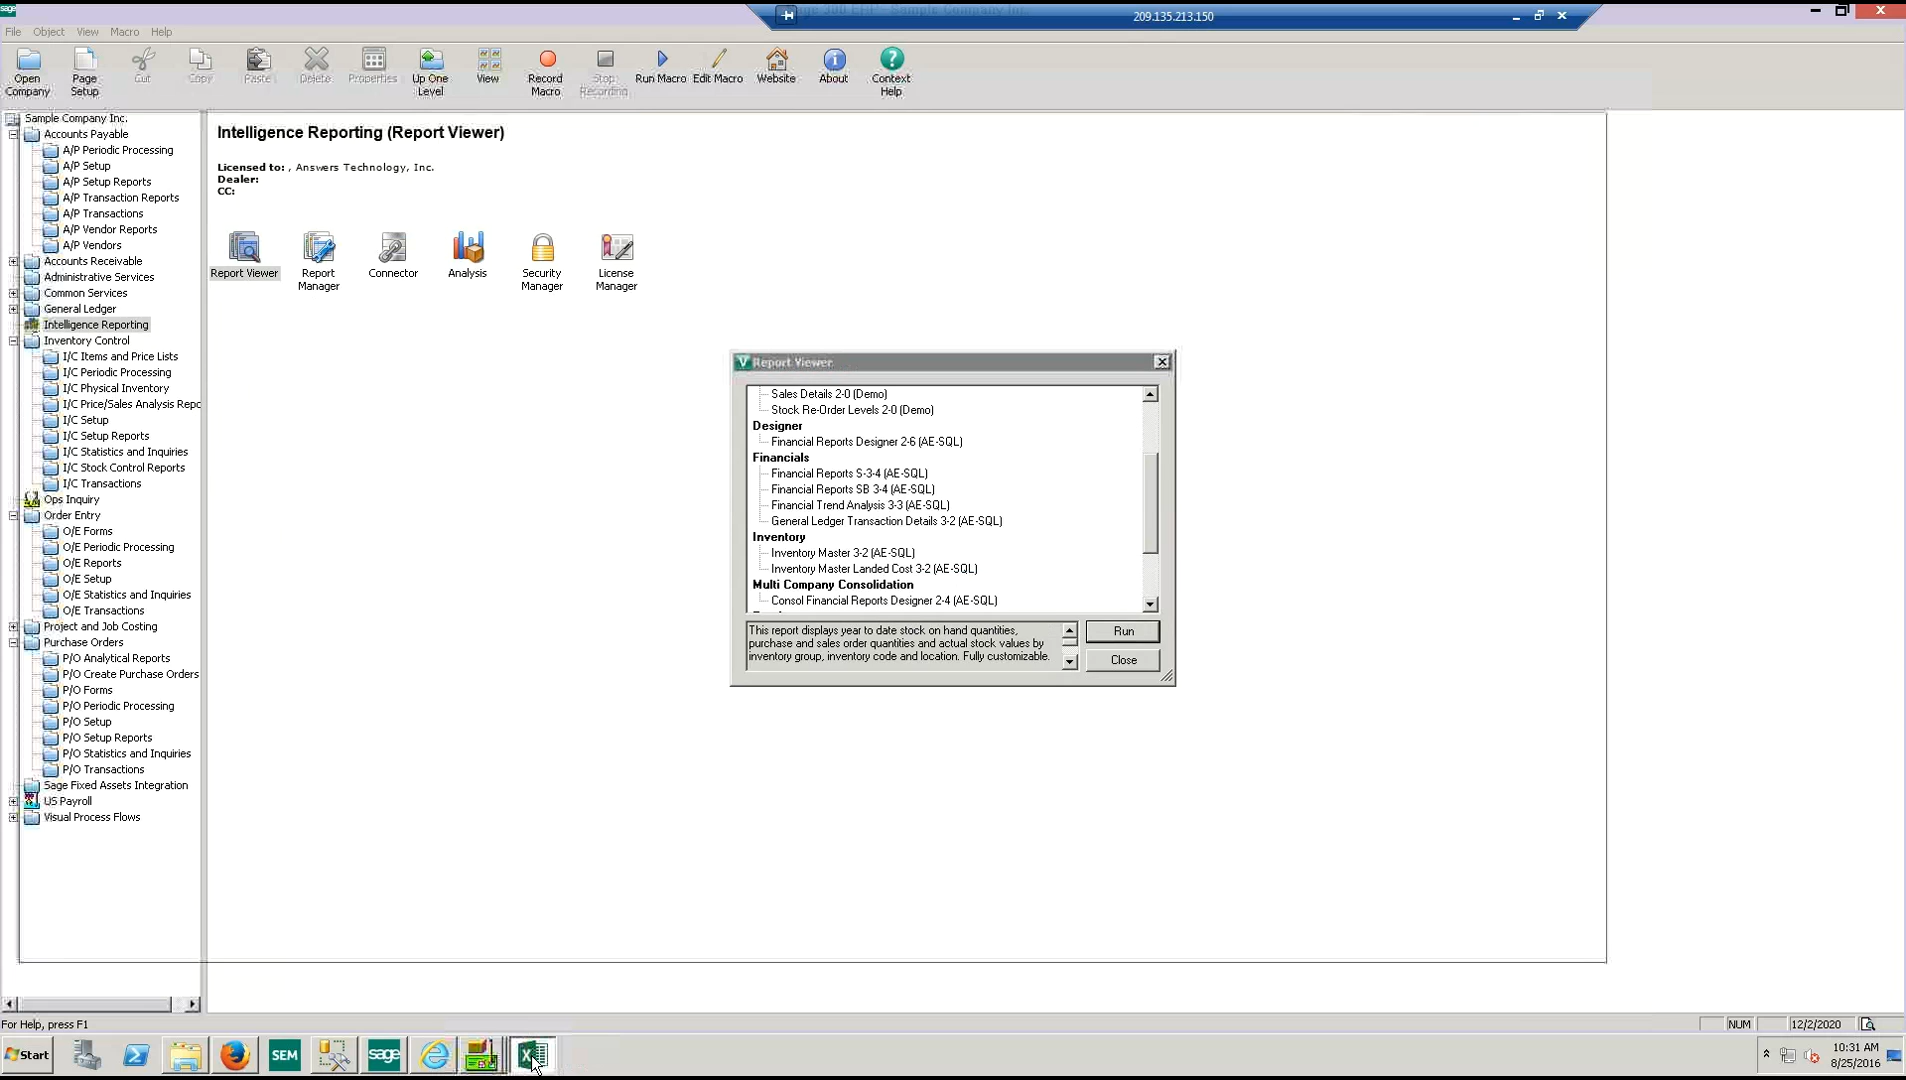 sage
209.135.213.150
File Object View Macro Help
Open Company
Page Setup
Cut
Copy
Paste
Delete
Properties
Up One Level
View
Record Macro
Stop Recording
Run Macro
Edit Macro
Website
About
Context Help
Sample Company Inc.
Accounts Payable
A/P Periodic Processing
A/P Setup
A/P Setup Reports
A/P Transaction Reports
A/P Transactions
A/P Vendor Reports
A/P Vendors
Accounts Receivable
Administrative Services
Common Services
General Ledger
Intelligence Reporting
Inventory Control
I/C Items and Price Lists
I/C Periodic Processing
I/C Physical Inventory
I/C Price/Sales Analysis Repo
I/C Setup
I/C Setup Reports
I/C Statistics and Inquiries
I/C Stock Control Reports
I/C Transactions
Ops Inquiry
Order Entry
O/E Forms
O/E Periodic Processing
O/E Reports
O/E Setup
O/E Statistics and Inquiries
O/E Transactions
Project and Job Costing
Purchase Orders
P/O Analytical Reports
P/O Create Purchase Orders
P/O Forms
P/O Periodic Processing
P/O Setup
P/O Setup Reports
P/O Statistics and Inquiries
P/O Transactions
Sage Fixed Assets Integration
US Payroll
Visual Process Flows
Intelligence Reporting (Report Viewer)
Licensed to: , Answers Technology, Inc.
Dealer:
CC:
Report Viewer
Report Manager
Connector
Analysis
Security Manager
License Manager
Report Viewer
Sales Details 2-0 (Demo)
Stock Re-Order Levels 2-0 (Demo)
Designer
Financial Reports Designer 2-6 (AE-SQL)
Financials
Financial Reports S-3-4 (AE-SQL)
Financial Reports SB 3-4 (AE-SQL)
Financial Trend Analysis 3-3 (AE-SQL)
General Ledger Transaction Details 3-2 (AE-SQL)
Inventory
Inventory Master 3-2 (AE-SQL)
Inventory Master Landed Cost 3-2 (AE-SQL)
Multi Company Consolidation
Consol Financial Reports Designer 2-4 (AE-SQL)
This report displays year to date stock on hand quantities,
purchase and sales order quantities and actual stock values by
inventory group, inventory code and location. Fully customizable.
Run
Close
For Help, press F1
NUM
12/2/2020
Start
SEM
sage
10:31 AM
8/25/2016